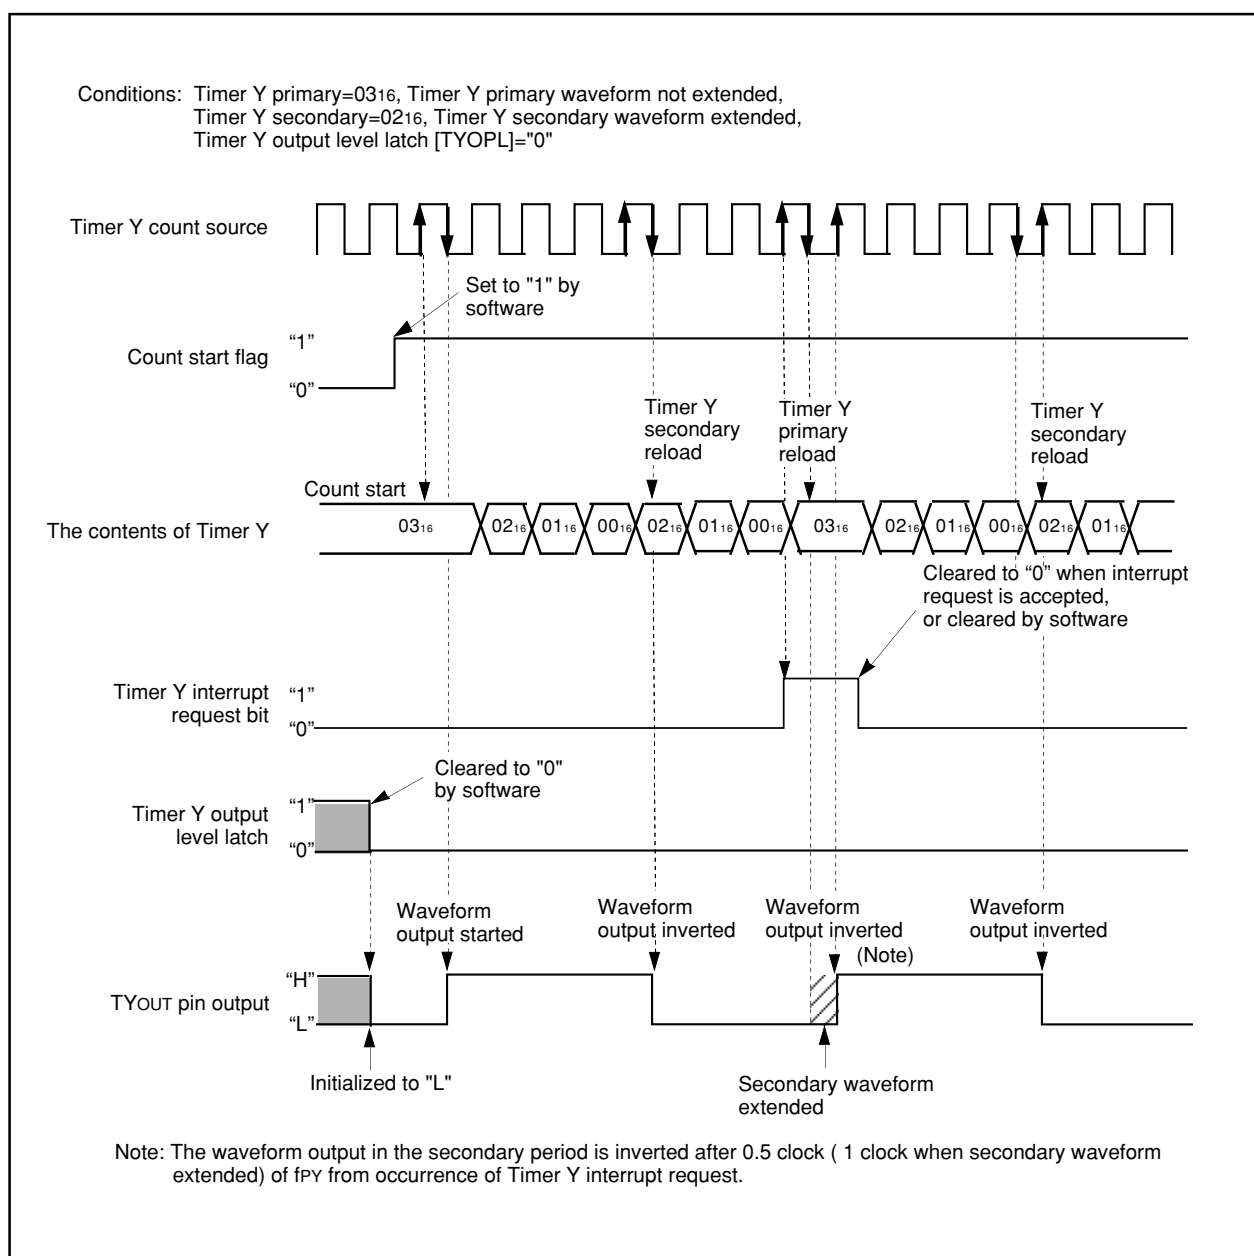 Conditions: Timer Y primary=0316, Timer Y primary waveform not extended,
Timer Y secondary=0216, Timer Y secondary waveform extended,
Timer Y output level latch [TYOPL]="0"
Timer Y count source
Set to "1" by
software
“1”
Count start flag
“0”
Timer Y
secondary
reload
Timer Y
primary
reload
Timer Y
secondary
reload
Count start
The contents of Timer Y
0316 0216 0116 0016 0216 0116 0016 0316 0216 0116 0016 0216 0116
Cleared to “0” when interrupt
request is accepted,
or cleared by software
Timer Y interrupt
request bit
“1”
“0”
Cleared to "0"
by software
Timer Y output
level latch
“1”
“0”
Waveform
output started
Waveform
output inverted
Waveform
output inverted
(Note)
Waveform
output inverted
“H”
TYOUT pin output
“L”
Initialized to "L"
Secondary waveform
extended
Note: The waveform output in the secondary period is inverted after 0.5 clock ( 1 clock when secondary waveform
extended) of fPY from occurrence of Timer Y interrupt request.